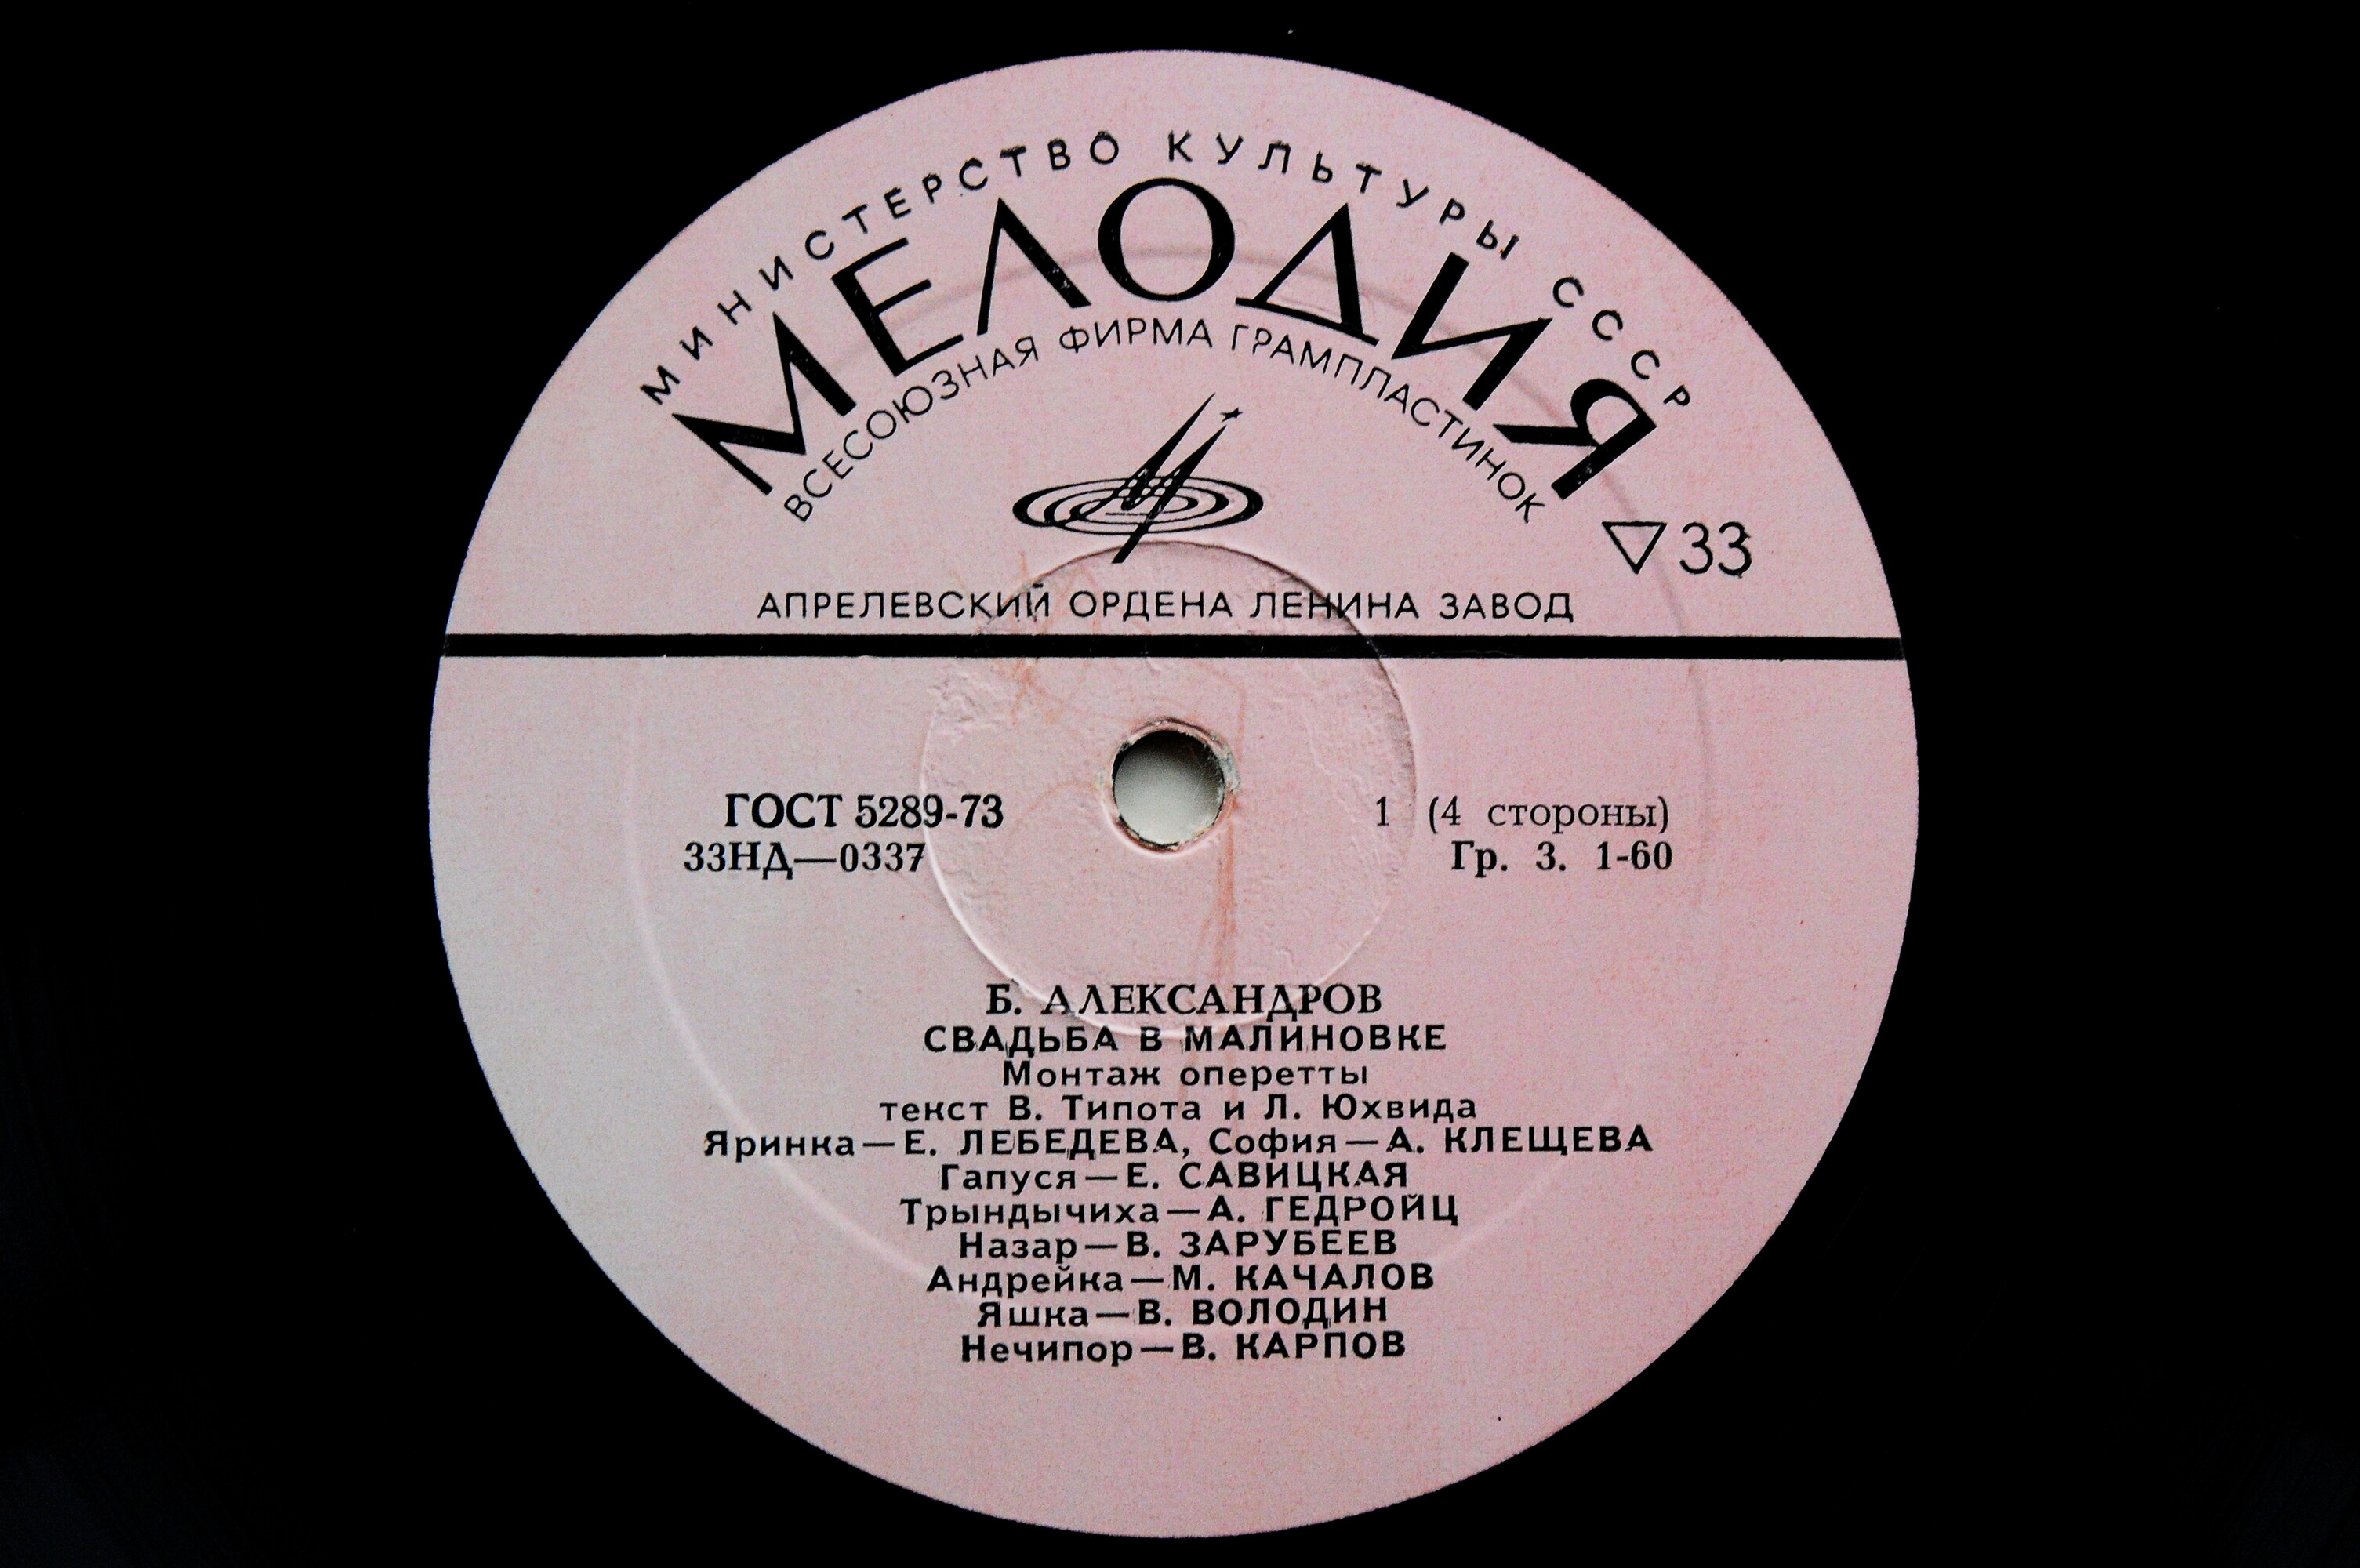 МИНИСТЕРСТВО КУЛЬТУРЫ СССР
МЕЛОДИЯ
ВСЕСОЮЗНАЯ ФИРМА ГРАМПЛАСТИНОК
▽33
АПРЕЛЕВСКИЙ ОРДЕНА ЛЕНИНА ЗАВОД
ГОСТ 5289-73
33НД—0337
1 (4 стороны)
Гр. 3. 1-60
Б. АЛЕКСАНДРОВ
СВАДЬБА В МАЛИНОВКЕ
Монтаж оперетты
текст В. Типота и Л. Юхвида
Яринка—Е. ЛЕБЕДЕВА, София—А. КЛЕЩЕВА
Гапуся—Е. САВИЦКАЯ
Трындычиха—А. ГЕДРОЙЦ
Назар—В. ЗАРУБЕЕВ
Андрейка—М. КАЧАЛОВ
Яшка—В. ВОЛОДИН
Нечипор—В. КАРПОВ